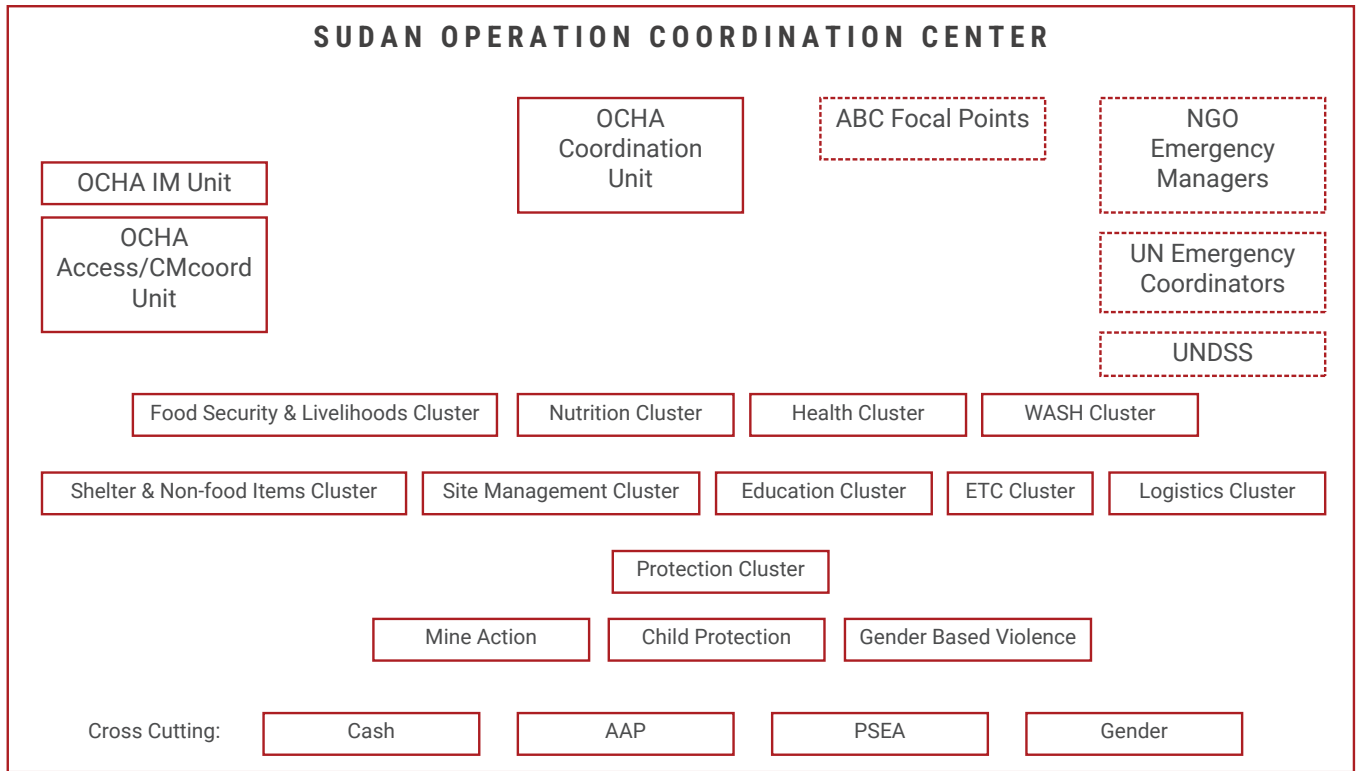 SUDAN OPERATION COORDINATION CENTER
OCHA
Coordination
Unit
ABC Focal Points
NGO
Emergency
Managers
OCHA IM Unit
OCHA
Access/CMcoord
Unit
UN Emergency
Coordinators
UNDSS
Food Security & Livelihoods Cluster
Nutrition Cluster
Health Cluster
WASH Cluster
Shelter & Non-food Items Cluster
Site Management Cluster
Education Cluster
ETC Cluster
Logistics Cluster
Protection Cluster
Mine Action
Child Protection
Gender Based Violence
Cross Cutting:
Cash
AAP
PSEA
Gender